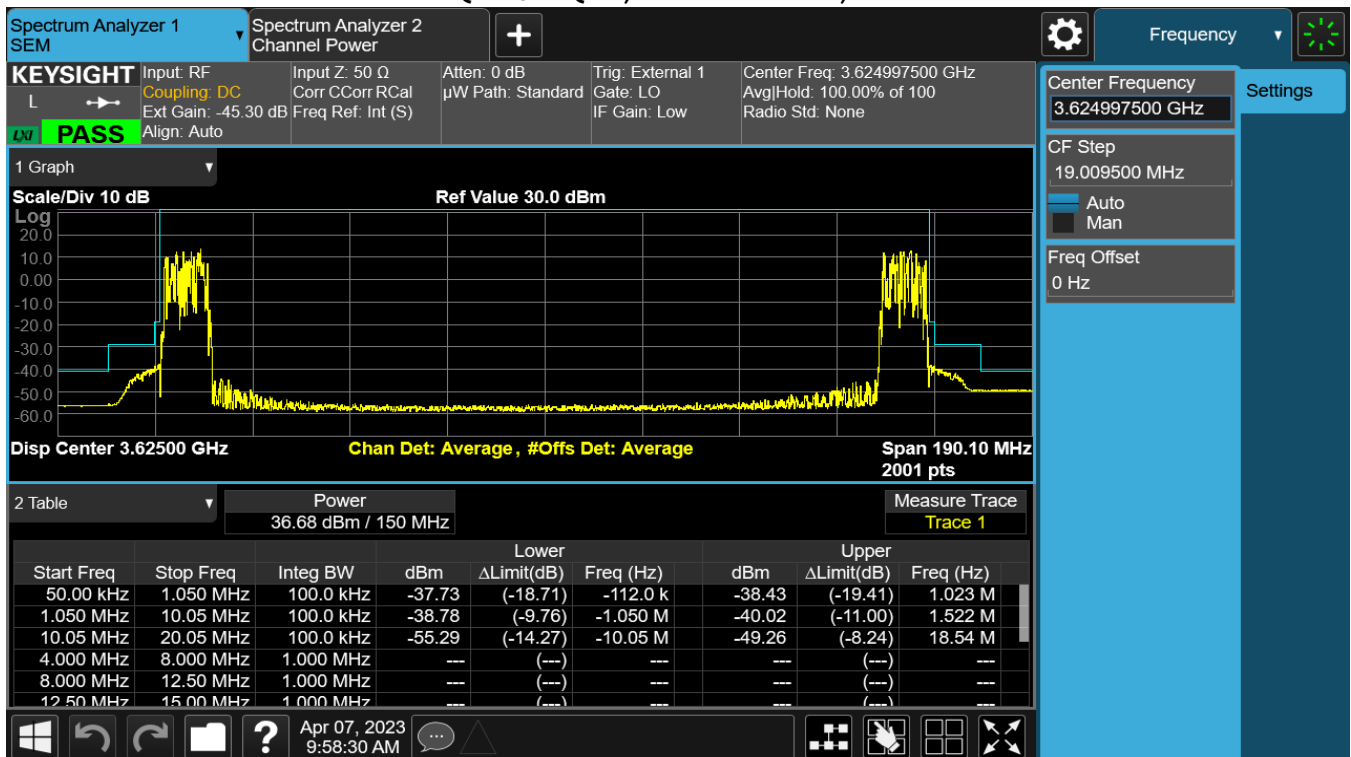 Spectrum Analyzer 1
SEM
Spectrum Analyzer 2
Channel Power
Frequency
KEYSIGHT
L
LXI
PASS
Input: RF
Coupling: DC
Ext Gain: -45.30 dB
Align: Auto
Input Z: 50 Ω
Corr CCorr RCal
Freq Ref: Int (S)
Atten: 0 dB
µW Path: Standard
Trig: External 1
Gate: LO
IF Gain: Low
Center Freq: 3.624997500 GHz
Avg|Hold: 100.00% of 100
Radio Std: None
Center Frequency
3.624997500 GHz
Settings
CF Step
19.009500 MHz
Auto
Man
Freq Offset
0 Hz
1 Graph
Scale/Div 10 dB
Ref Value 30.0 dBm
Log
20.0
10.0
0.00
-10.0
-20.0
-30.0
-40.0
-50.0
-60.0
Disp Center 3.62500 GHz
Chan Det: Average, #Offs Det: Average
Span 190.10 MHz
2001 pts
2 Table
Power
36.68 dBm / 150 MHz
Measure Trace
Trace 1
Lower Upper
Start Freq Stop Freq Integ BW dBm ΔLimit(dB) Freq (Hz) dBm ΔLimit(dB) Freq (Hz)
50.00 kHz 1.050 MHz 100.0 kHz -37.73 (-18.71) -112.0 k -38.43 (-19.41) 1.023 M
1.050 MHz 10.05 MHz 100.0 kHz -38.78 (-9.76) -1.050 M -40.02 (-11.00) 1.522 M
10.05 MHz 20.05 MHz 100.0 kHz -55.29 (-14.27) -10.05 M -49.26 (-8.24) 18.54 M
4.000 MHz 8.000 MHz 1.000 MHz --- (---) --- --- (---) ---
8.000 MHz 12.50 MHz 1.000 MHz --- (---) --- --- (---) ---
12.50 MHz 15.00 MHz 1.000 MHz --- (---) --- --- (---) ---
?
Apr 07, 2023
9:58:30 AM